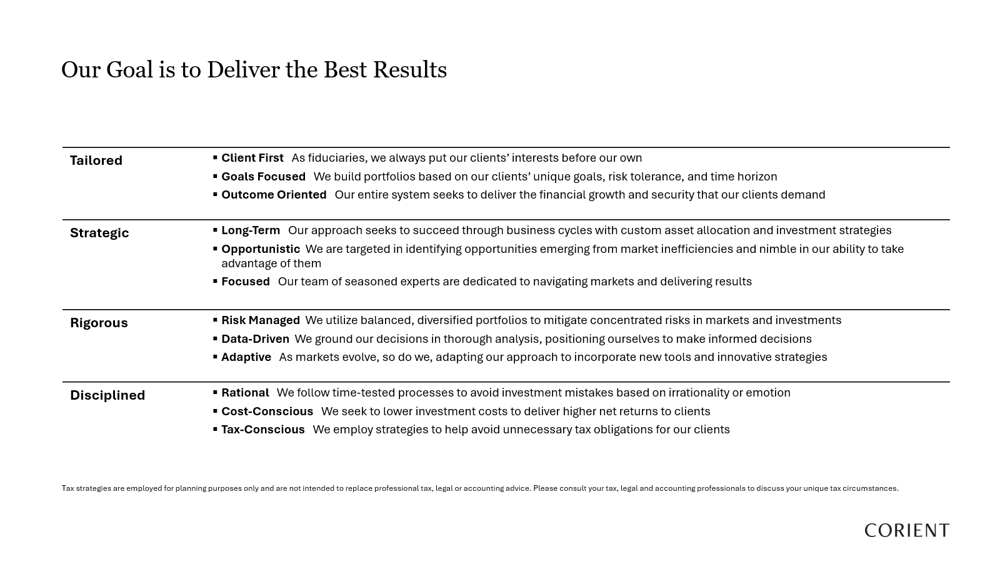 Our Goal is to Deliver the Best Results
Tailored
▪ Client First As fiduciaries, we always put our clients’ interests before our own
▪ Goals Focused We build portfolios based on our clients’ unique goals, risk tolerance, and time horizon
▪ Outcome Oriented Our entire system seeks to deliver the financial growth and security that our clients demand
Strategic
▪ Long-Term Our approach seeks to succeed through business cycles with custom asset allocation and investment strategies
▪ Opportunistic We are targeted in identifying opportunities emerging from market inefficiencies and nimble in our ability to take
advantage of them
▪ Focused Our team of seasoned experts are dedicated to navigating markets and delivering results
Rigorous
▪ Risk Managed We utilize balanced, diversified portfolios to mitigate concentrated risks in markets and investments
▪ Data-Driven We ground our decisions in thorough analysis, positioning ourselves to make informed decisions
▪ Adaptive As markets evolve, so do we, adapting our approach to incorporate new tools and innovative strategies
Disciplined
▪ Rational We follow time-tested processes to avoid investment mistakes based on irrationality or emotion
▪ Cost-Conscious We seek to lower investment costs to deliver higher net returns to clients
▪ Tax-Conscious We employ strategies to help avoid unnecessary tax obligations for our clients
Tax strategies are employed for planning purposes only and are not intended to replace professional tax, legal or accounting advice. Please consult your tax, legal and accounting professionals to discuss your unique tax circumstances.
CORIENT